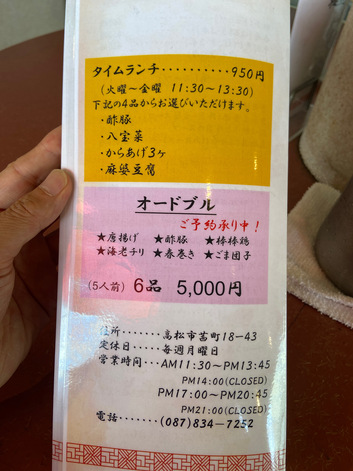 タイムランチ・・・・・・・・・・950円
(火曜～金曜 11:30～13:30)
下記の4品からお選びいただけます。
・酢豚
・八宝菜
・からあげ3ヶ
・麻婆豆腐
オードブル
ご予約承り中！
★唐揚げ ★酢豚 ★棒棒鶏
★海老チリ ★春巻き ★ごま団子
(5人前) 6品 5,000円
住所・・・・・・・高松市茜町18-43
定休日・・・・・毎週月曜日
営業時間・・・AM11:30～PM13:45
PM14:00(CLOSED)
PM17:00～PM20:45
PM21:00(CLOSED)
電話・・・・・・・(087)834-7252